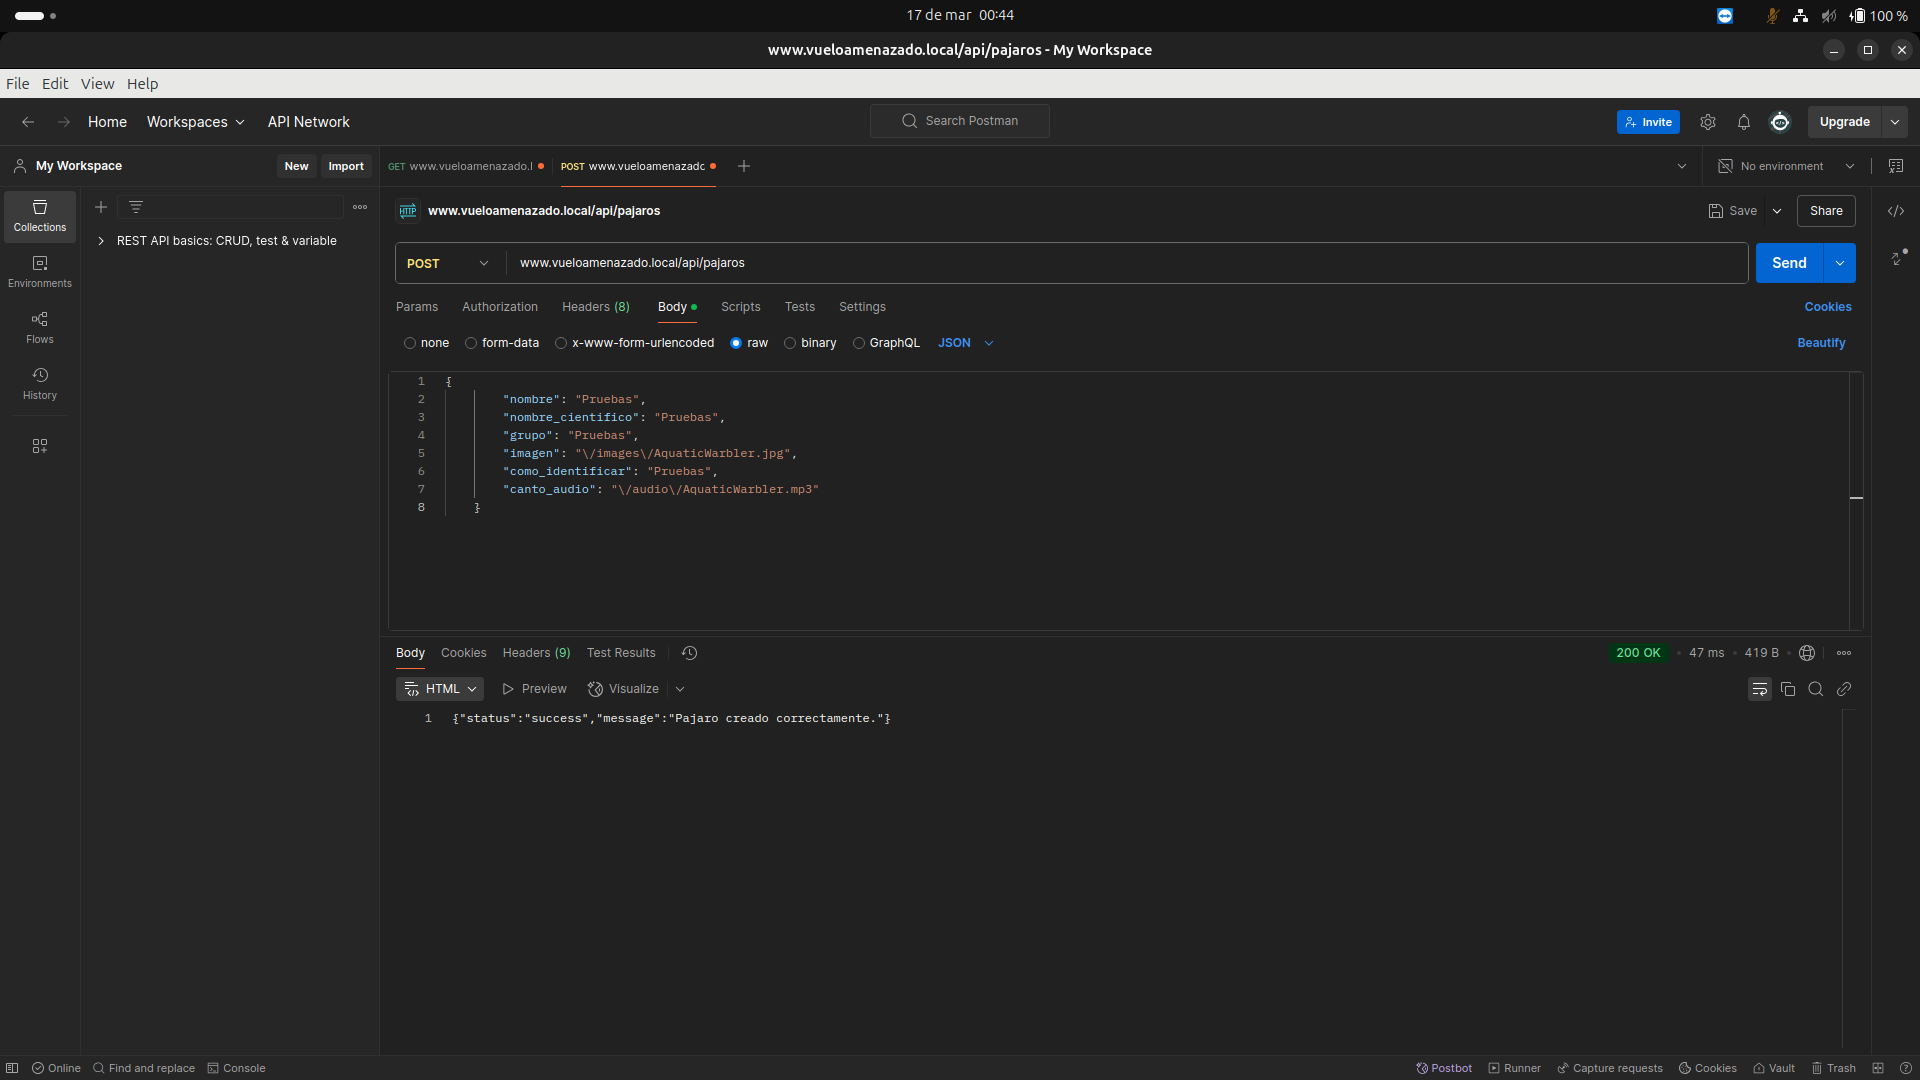 17 de mar 00:44
100 %
www.vueloamenazado.local/api/pajaros - My Workspace
File Edit View Help
Home Workspaces API Network
Search Postman
Invite
Upgrade
My Workspace
New Import
GET www.vueloamenazado.l
POST www.vueloamenazadc
No environment
Collections
Environments
Flows
History
REST API basics: CRUD, test & variable
HTTP www.vueloamenazado.local/api/pajaros
Save Share
POST www.vueloamenazado.local/api/pajaros
Send
Params Authorization Headers (8) Body Scripts Tests Settings
Cookies
none form-data x-www-form-urlencoded raw binary GraphQL JSON
Beautify
1 {
2 "nombre": "Pruebas",
3 "nombre_cientifico": "Pruebas",
4 "grupo": "Pruebas",
5 "imagen": "\/images\/AquaticWarbler.jpg",
6 "como_identificar": "Pruebas",
7 "canto_audio": "\/audio\/AquaticWarbler.mp3"
8 }
Body Cookies Headers (9) Test Results
200 OK 47 ms 419 B
HTML Preview Visualize
1 {"status":"success","message":"Pajaro creado correctamente."}
Online Find and replace Console
Postbot Runner Capture requests Cookies Vault Trash